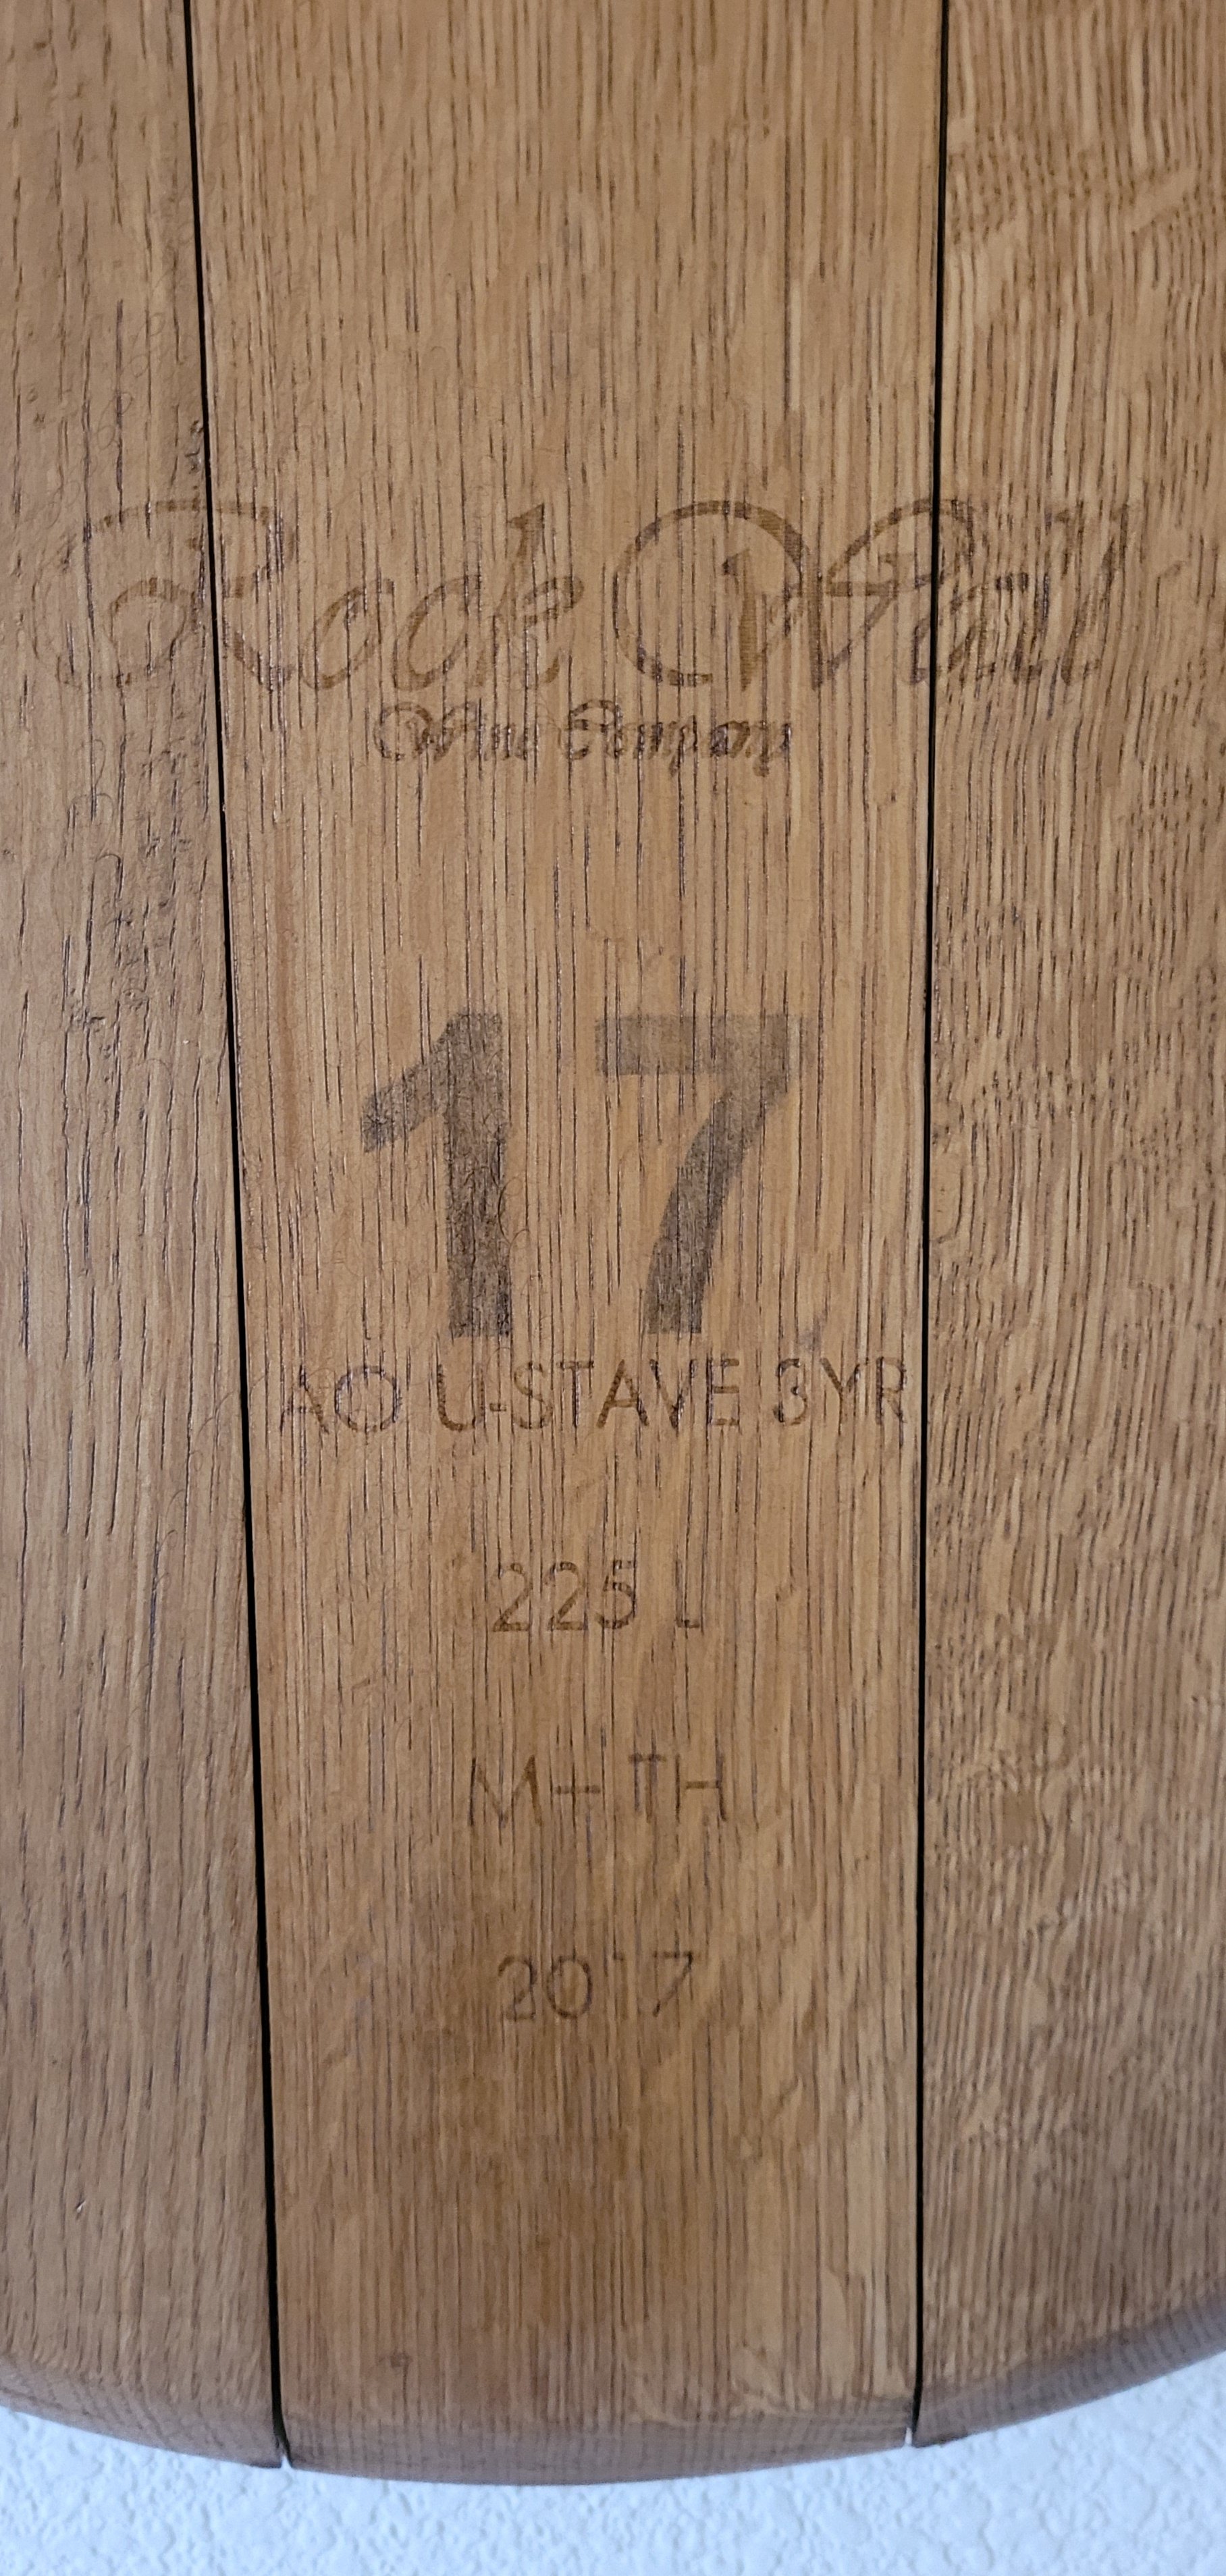 Rock Wall
Wine Company
17
AO U-STAVE 3YR
225 L
M+ TH
2017